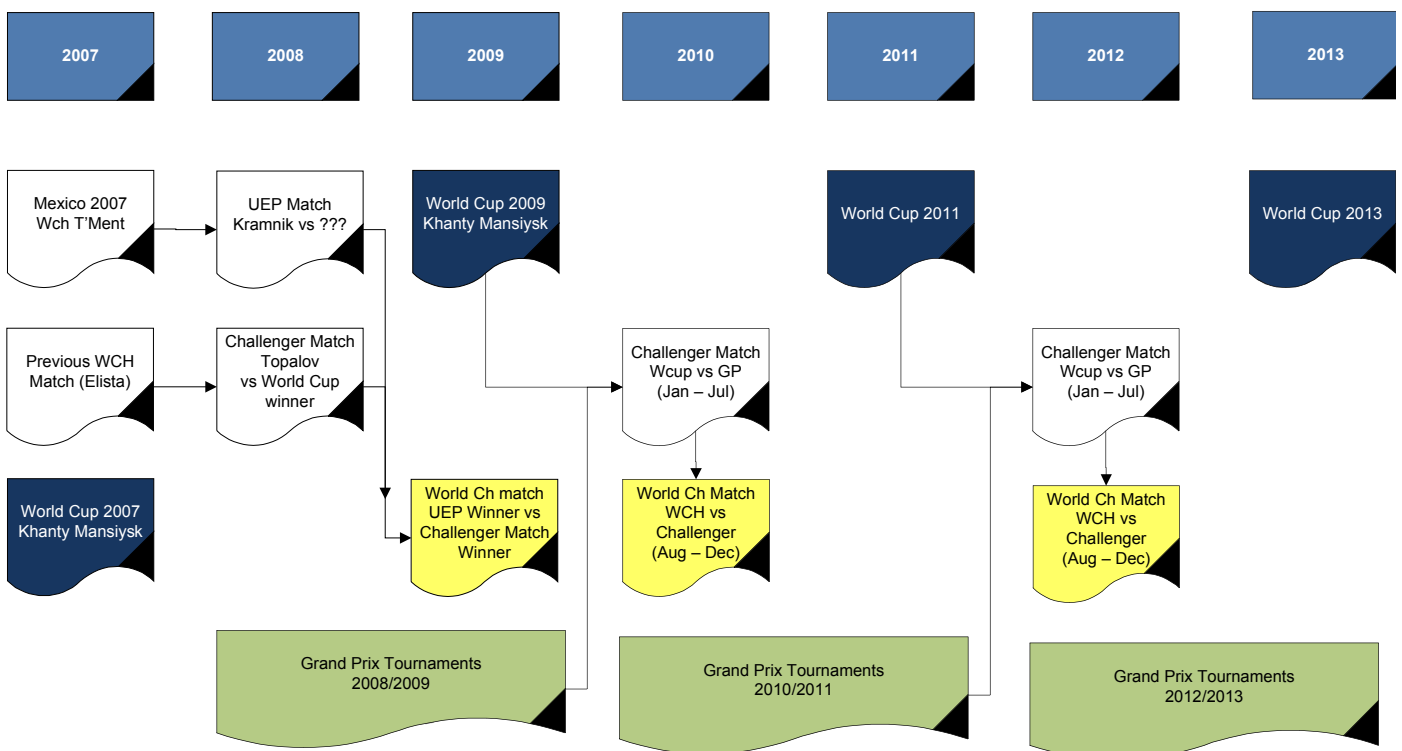 2007
2008
2009
2010
2011
2012
2013
Mexico 2007
Wch T'Ment
UEP Match
Kramnik vs ???
World Cup 2009
Khanty Mansiysk
World Cup 2011
World Cup 2013
Previous WCH
Match (Elista)
Challenger Match
Topalov
vs World Cup
winner
Challenger Match
Wcup vs GP
(Jan – Jul)
Challenger Match
Wcup vs GP
(Jan – Jul)
World Cup 2007
Khanty Mansiysk
World Ch match
UEP Winner vs
Challenger Match
Winner
World Ch Match
WCH vs
Challenger
(Aug – Dec)
World Ch Match
WCH vs
Challenger
(Aug – Dec)
Grand Prix Tournaments
2008/2009
Grand Prix Tournaments
2010/2011
Grand Prix Tournaments
2012/2013